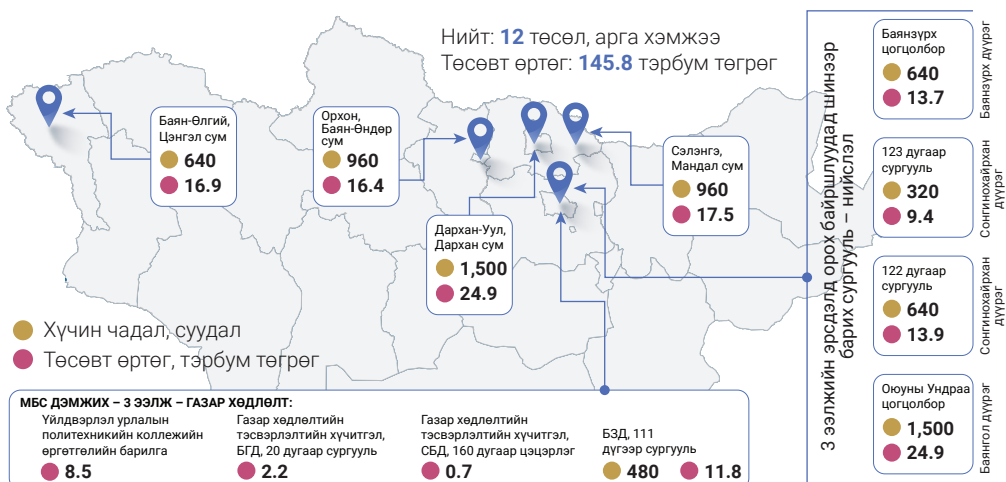 Нийт: 12 төсөл, арга хэмжээ
Төсөвт өртөг: 145.8 тэрбум төгрөг
Баян-Өлгий,
Цэнгэл сум
640
16.9
Орхон,
Баян-Өндөр
сум
960
16.4
Дархан-Уул,
Дархан сум
1,500
24.9
Сэлэнгэ,
Мандал сум
960
17.5
Хүчин чадал, суудал
Төсөвт өртөг, тэрбум төгрөг
МБС ДЭМЖИХ – 3 ЭЭЛЖ – ГАЗАР ХӨДЛӨЛТ:
Үйлдвэрлэл урлалын
политехникийн коллежийн
өргөтгөлийн барилга
8.5
Газар хөдлөлтийн
тэсвэрлэлтийн хүчитгэл,
БГД, 20 дугаар сургууль
2.2
Газар хөдлөлтийн
тэсвэрлэлтийн хүчитгэл,
СБД, 160 дугаар цэцэрлэг
0.7
БЗД, 111
дүгээр сургууль
480
11.8
3 ээлжийн эрсдэлд орох байршлуудад шинээр
барих сургууль – нийслэл
Баянзүрх
цогцолбор
640
13.7
Баянзүрх дүүрэг
123 дугаар
сургууль
320
9.4
Сонгинохайрхан
дүүрэг
122 дугаар
сургууль
640
13.9
Сонгинохайрхан
дүүрэг
Оюуны Ундраа
цогцолбор
1,500
24.9
Баянгол дүүрэг